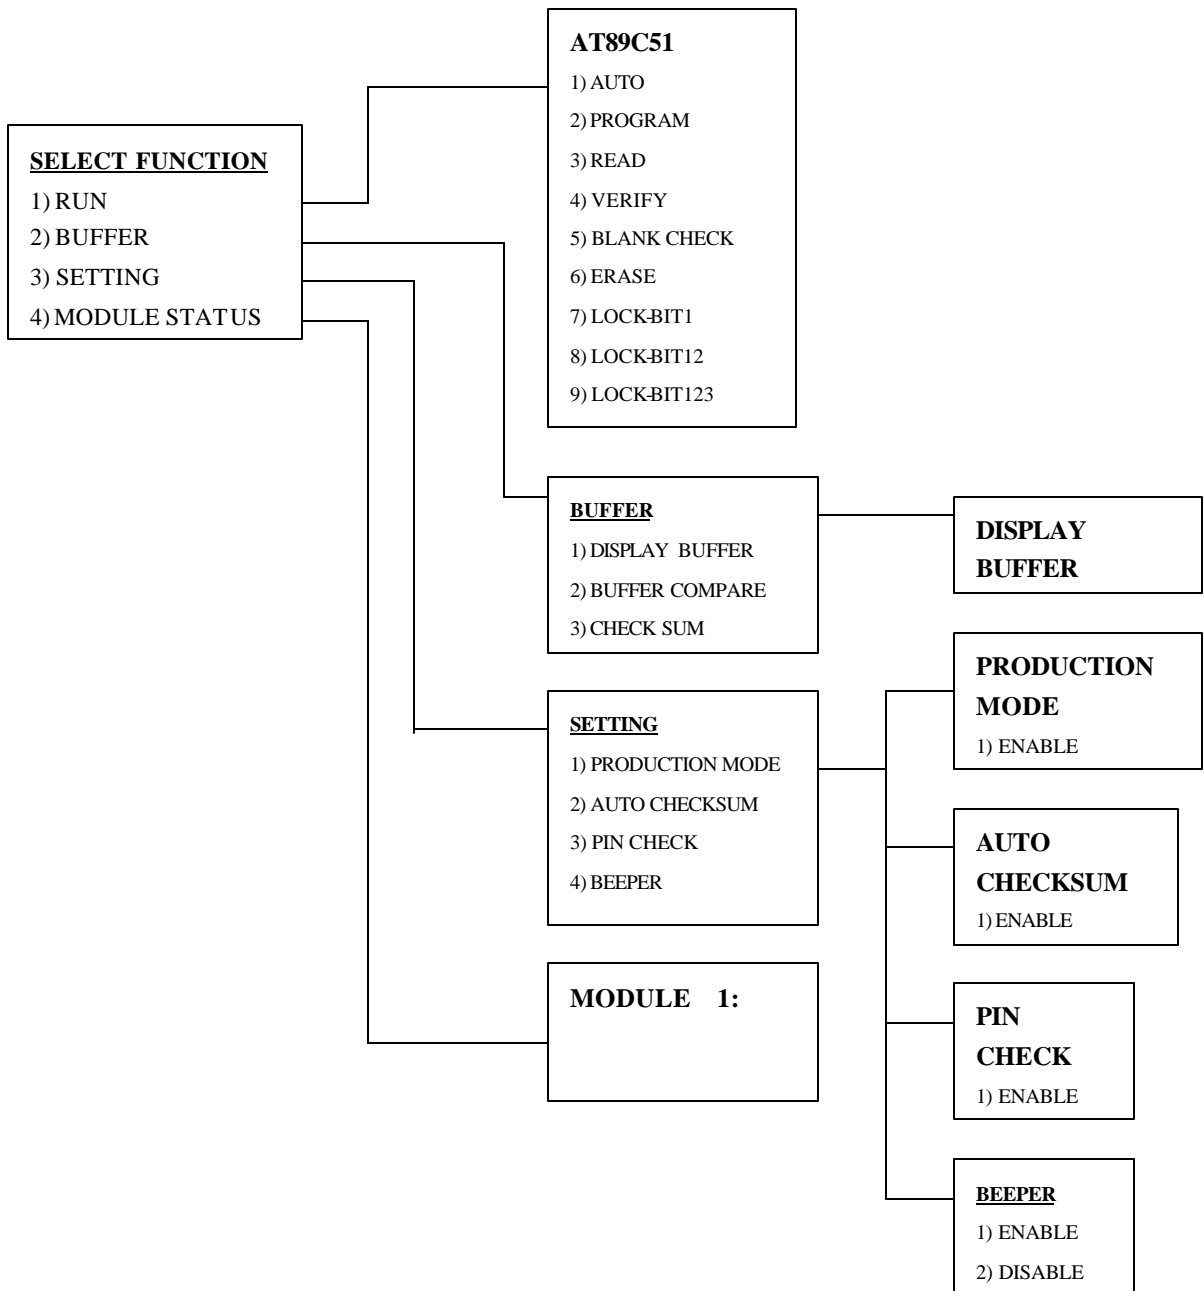 AT89C51
1) AUTO
2) PROGRAM
3) READ
4) VERIFY
5) BLANK CHECK
6) ERASE
7) LOCK-BIT1
8) LOCK-BIT12
9) LOCK-BIT123
SELECT FUNCTION
1) RUN
2) BUFFER
3) SETTING
4) MODULE STATUS
BUFFER
1) DISPLAY BUFFER
2) BUFFER COMPARE
3) CHECK SUM
DISPLAY
BUFFER
SETTING
1) PRODUCTION MODE
2) AUTO CHECKSUM
3) PIN CHECK
4) BEEPER
PRODUCTION
MODE
1) ENABLE
AUTO
CHECKSUM
1) ENABLE
MODULE 1:
PIN
CHECK
1) ENABLE
BEEPER
1) ENABLE
2) DISABLE